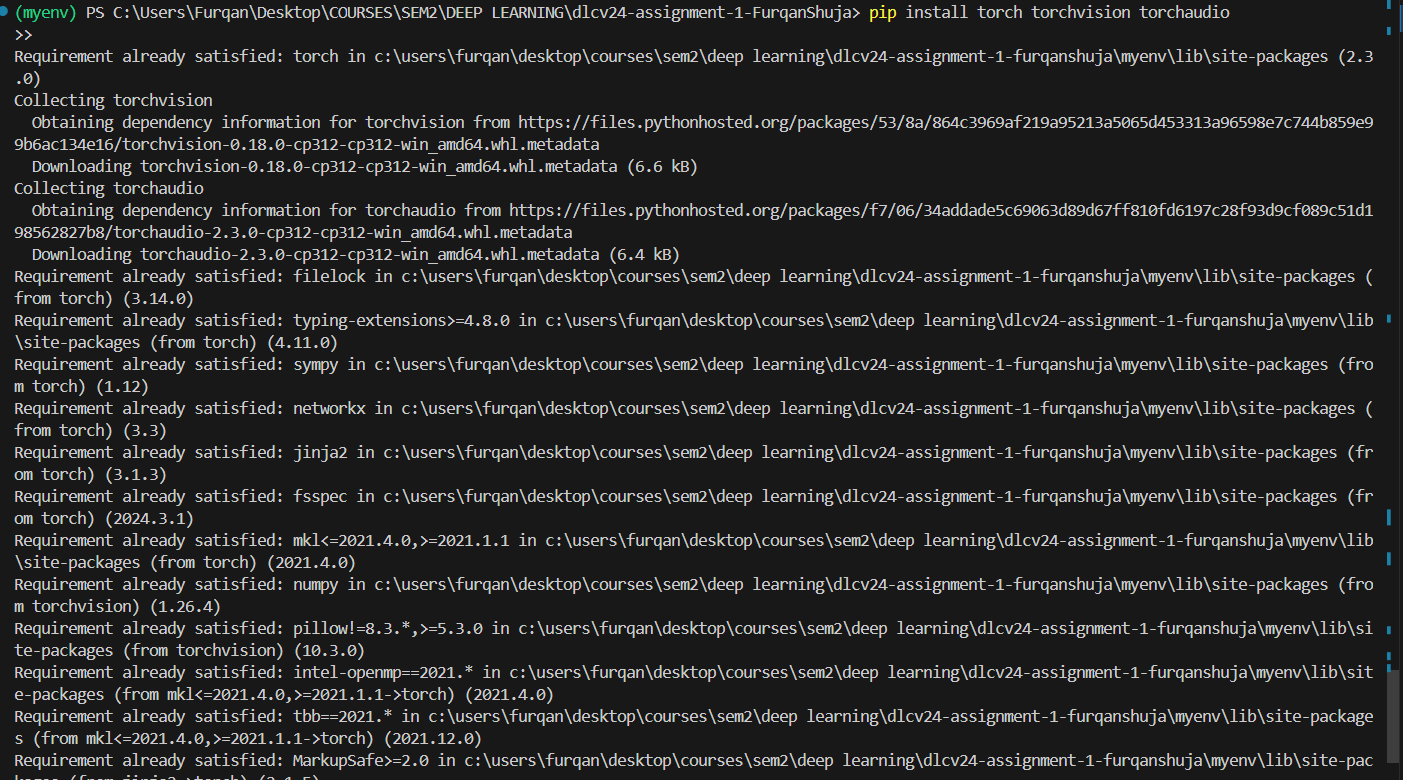 (myenv) PS C:\Users\Furqan\Desktop\COURSES\SEM2\DEEP LEARNING\dlcv24-assignment-1-FurqanShuja> pip install torch torchvision torchaudio
>>
Requirement already satisfied: torch in c:\users\furqan\desktop\courses\sem2\deep learning\dlcv24-assignment-1-furqanshuja\myenv\lib\site-packages (2.3
.0)
Collecting torchvision
  Obtaining dependency information for torchvision from https://files.pythonhosted.org/packages/53/8a/864c3969af219a95213a5065d453313a96598e7c744b859e9
9b6ac134e16/torchvision-0.18.0-cp312-cp312-win_amd64.whl.metadata
  Downloading torchvision-0.18.0-cp312-cp312-win_amd64.whl.metadata (6.6 kB)
Collecting torchaudio
  Obtaining dependency information for torchaudio from https://files.pythonhosted.org/packages/f7/06/34addade5c69063d89d67ff810fd6197c28f93d9cf089c51d1
98562827b8/torchaudio-2.3.0-cp312-cp312-win_amd64.whl.metadata
  Downloading torchaudio-2.3.0-cp312-cp312-win_amd64.whl.metadata (6.4 kB)
Requirement already satisfied: filelock in c:\users\furqan\desktop\courses\sem2\deep learning\dlcv24-assignment-1-furqanshuja\myenv\lib\site-packages (
from torch) (3.14.0)
Requirement already satisfied: typing-extensions>=4.8.0 in c:\users\furqan\desktop\courses\sem2\deep learning\dlcv24-assignment-1-furqanshuja\myenv\lib
\site-packages (from torch) (4.11.0)
Requirement already satisfied: sympy in c:\users\furqan\desktop\courses\sem2\deep learning\dlcv24-assignment-1-furqanshuja\myenv\lib\site-packages (fro
m torch) (1.12)
Requirement already satisfied: networkx in c:\users\furqan\desktop\courses\sem2\deep learning\dlcv24-assignment-1-furqanshuja\myenv\lib\site-packages (
from torch) (3.3)
Requirement already satisfied: jinja2 in c:\users\furqan\desktop\courses\sem2\deep learning\dlcv24-assignment-1-furqanshuja\myenv\lib\site-packages (fr
om torch) (3.1.3)
Requirement already satisfied: fsspec in c:\users\furqan\desktop\courses\sem2\deep learning\dlcv24-assignment-1-furqanshuja\myenv\lib\site-packages (fr
om torch) (2024.3.1)
Requirement already satisfied: mkl<=2021.4.0,>=2021.1.1 in c:\users\furqan\desktop\courses\sem2\deep learning\dlcv24-assignment-1-furqanshuja\myenv\lib
\site-packages (from torch) (2021.4.0)
Requirement already satisfied: numpy in c:\users\furqan\desktop\courses\sem2\deep learning\dlcv24-assignment-1-furqanshuja\myenv\lib\site-packages (fro
m torchvision) (1.26.4)
Requirement already satisfied: pillow!=8.3.*,>=5.3.0 in c:\users\furqan\desktop\courses\sem2\deep learning\dlcv24-assignment-1-furqanshuja\myenv\lib\si
te-packages (from torchvision) (10.3.0)
Requirement already satisfied: intel-openmp==2021.* in c:\users\furqan\desktop\courses\sem2\deep learning\dlcv24-assignment-1-furqanshuja\myenv\lib\sit
e-packages (from mkl<=2021.4.0,>=2021.1.1->torch) (2021.4.0)
Requirement already satisfied: tbb==2021.* in c:\users\furqan\desktop\courses\sem2\deep learning\dlcv24-assignment-1-furqanshuja\myenv\lib\site-package
s (from mkl<=2021.4.0,>=2021.1.1->torch) (2021.12.0)
Requirement already satisfied: MarkupSafe>=2.0 in c:\users\furqan\desktop\courses\sem2\deep learning\dlcv24-assignment-1-furqanshuja\myenv\lib\site-pac